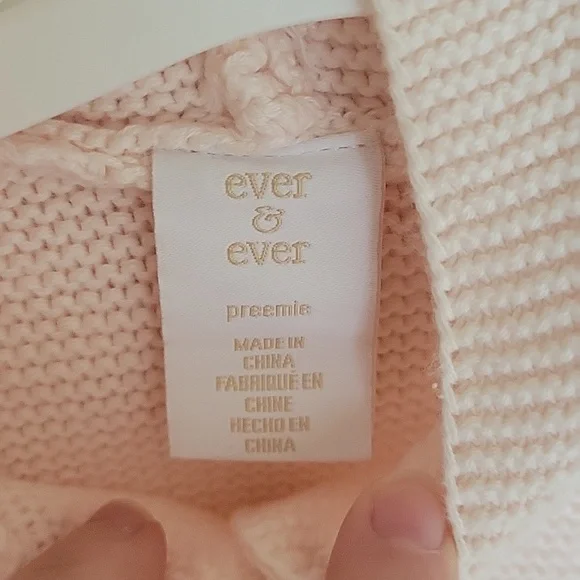 ever
&
ever
preemie
MADE IN
CHINA
FABRIQUÉ EN
CHINE
HECHO EN
CHINA